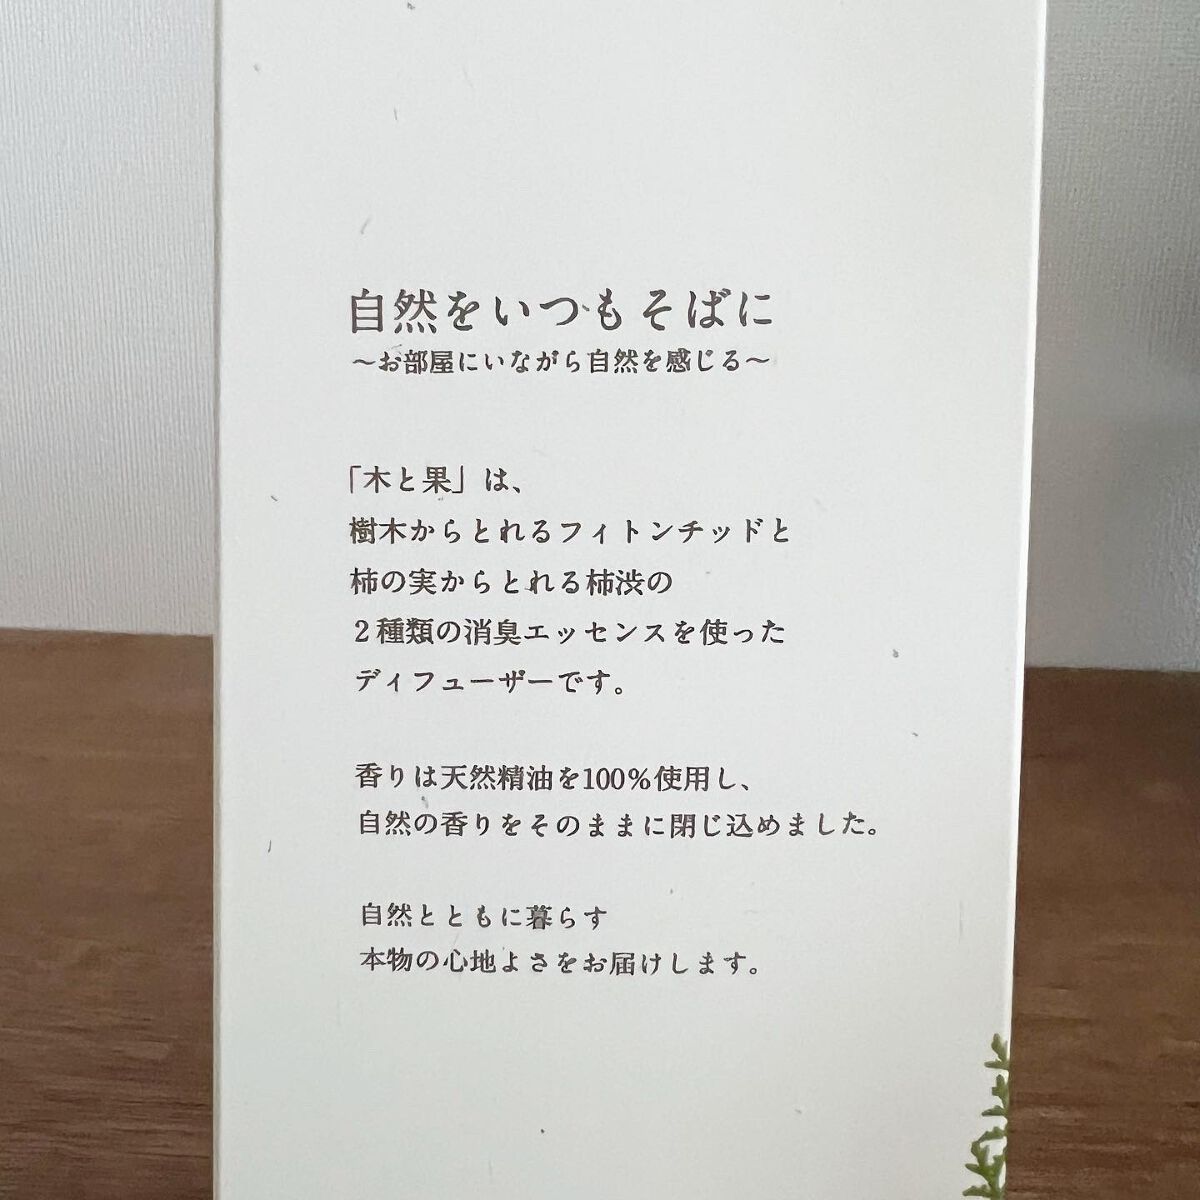 自然をいつもそばに
〜お部屋にいながら自然を感じる〜
「木と果」は、
樹木からとれるフィトンチッドと
柿の実からとれる柿渋の
2種類の消臭エッセンスを使った
ディフューザーです。
香りは天然精油を100%使用し、
自然の香りをそのままに閉じ込めました。
自然とともに暮らす
本物の心地よさをお届けします。